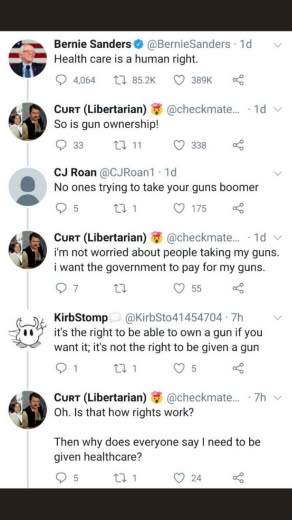 Bernie Sanders @BernieSanders · 1d
Health care is a human right.
4,064 85.2K 389K
CURT (Libertarian) 🤯 @checkmate... · 1d
So is gun ownership!
33 11 338
CJ Roan @CJRoan1 · 1d
No ones trying to take your guns boomer
5 1 175
CURT (Libertarian) 🤯 @checkmate... · 1d
i'm not worried about people taking my guns.
i want the government to pay for my guns.
7 55
KirbStomp @KirbSto41454704 · 7h
it's the right to be able to own a gun if you
want it; it's not the right to be given a gun
1 1 5
CURT (Libertarian) 🤯 @checkmate... · 7h
Oh. Is that how rights work?
Then why does everyone say I need to be
given healthcare?
5 1 24